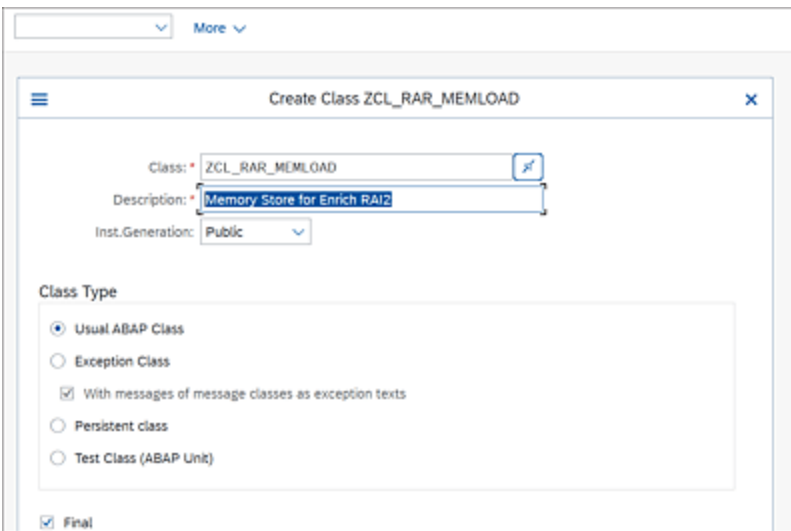 More
Create Class ZCL_RAR_MEMLOAD
Class: * ZCL_RAR_MEMLOAD
Description: * Memory Store for Enrich RAI2
Inst.Generation: Public
Class Type
Usual ABAP Class
Exception Class
With messages of message classes as exception texts
Persistent class
Test Class (ABAP Unit)
Final